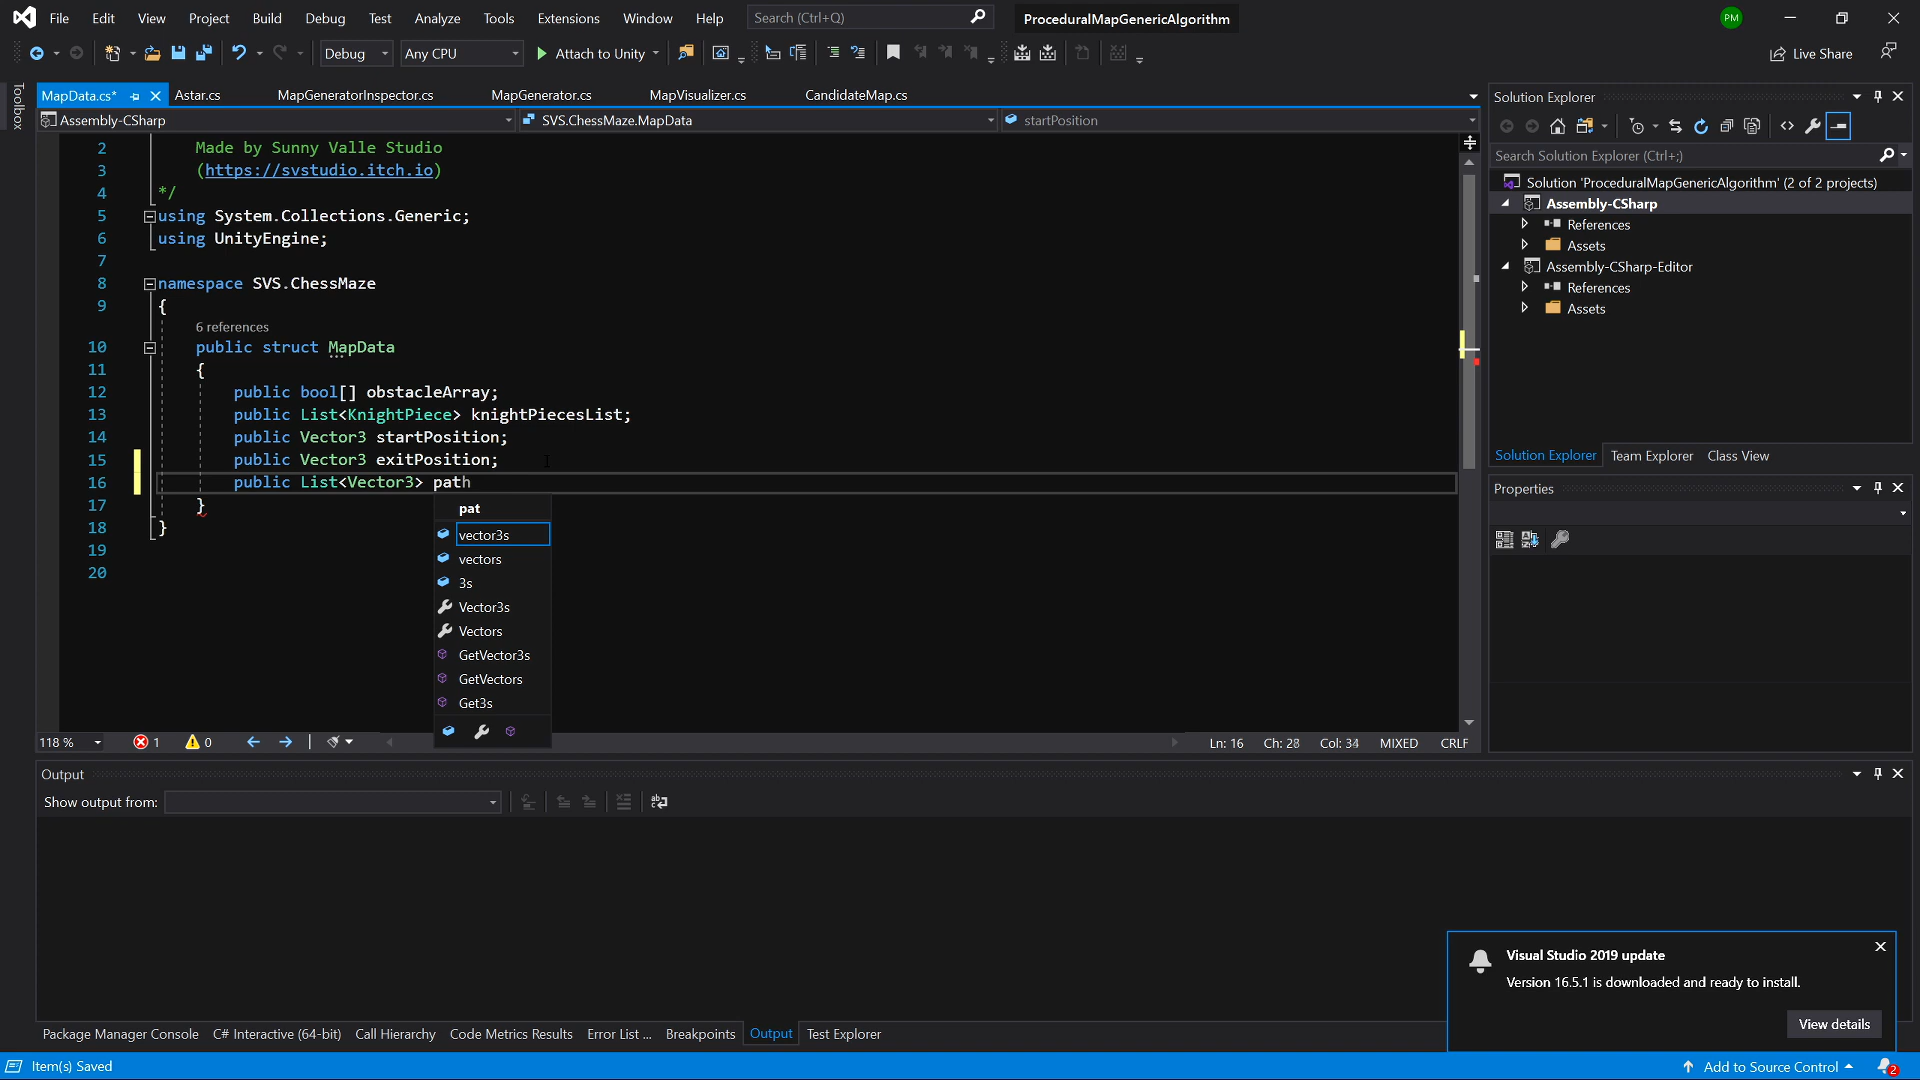 File Edit View Project Build Debug Test Analyze Tools Extensions Window Help Search (Ctrl+Q) ProceduralMapGenericAlgorithm PM
Debug Any CPU Attach to Unity Live Share
Toolbox
MapData.cs* Astar.cs MapGeneratorInspector.cs MapGenerator.cs MapVisualizer.cs CandidateMap.cs
Assembly-CSharp SVS.ChessMaze.MapData startPosition
2 Made by Sunny Valle Studio
3 (https://svstudio.itch.io)
4 */
5 using System.Collections.Generic;
6 using UnityEngine;
7
8 namespace SVS.ChessMaze
9 {
6 references
10 public struct MapData
11 {
12 public bool[] obstacleArray;
13 public List<KnightPiece> knightPiecesList;
14 public Vector3 startPosition;
15 public Vector3 exitPosition;
16 public List<Vector3> path
17 }
18 }
19
20
pat
vector3s
vectors
3s
Vector3s
Vectors
GetVector3s
GetVectors
Get3s
118 % 1 0 Ln: 16 Ch: 28 Col: 34 MIXED CRLF
Solution Explorer
Search Solution Explorer (Ctrl+;)
Solution 'ProceduralMapGenericAlgorithm' (2 of 2 projects)
Assembly-CSharp
References
Assets
Assembly-CSharp-Editor
References
Assets
Solution Explorer Team Explorer Class View
Properties
Output
Show output from:
Visual Studio 2019 update
Version 16.5.1 is downloaded and ready to install.
View details
Package Manager Console C# Interactive (64-bit) Call Hierarchy Code Metrics Results Error List ... Breakpoints Output Test Explorer
Item(s) Saved Add to Source Control 2